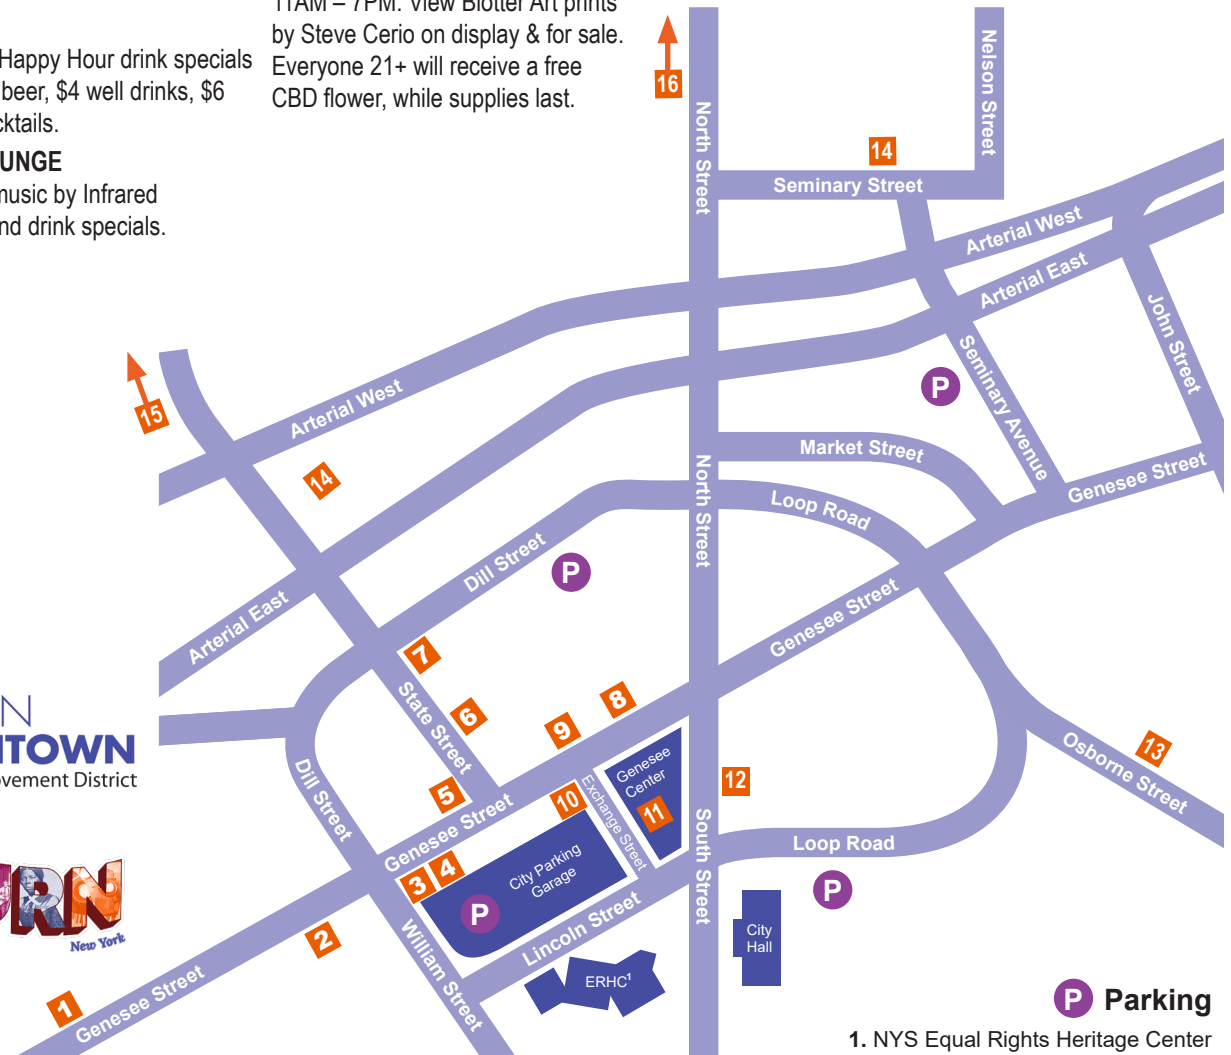 11AM – 7PM. View Blotter Art prints
by Steve Cerio on display & for sale.
Everyone 21+ will receive a free
CBD flower, while supplies last.
Happy Hour drink specials
beer, $4 well drinks, $6
cktails.
UNGE
music by Infrared
nd drink specials.
16
North Street
Nelson Street
14
Seminary Street
Arterial West
Arterial East
John Street
Seminary Avenue
P
15
Arterial West
14
Market Street
Genesee Street
North Street
Loop Road
Dill Street
P
Arterial East
Genesee Street
7
State Street
6
8
9
5
Dill Street
Genesee Street
10
Exchange Street
Genesee
Center
11
12
13
Osborne Street
South Street
Loop Road
3
4
City Parking
Garage
P
P
2
William Street
Lincoln Street
City
Hall
ERHC¹
1
Genesee Street
N
NTOWN
ovement District
URN
New York
P Parking
1. NYS Equal Rights Heritage Center